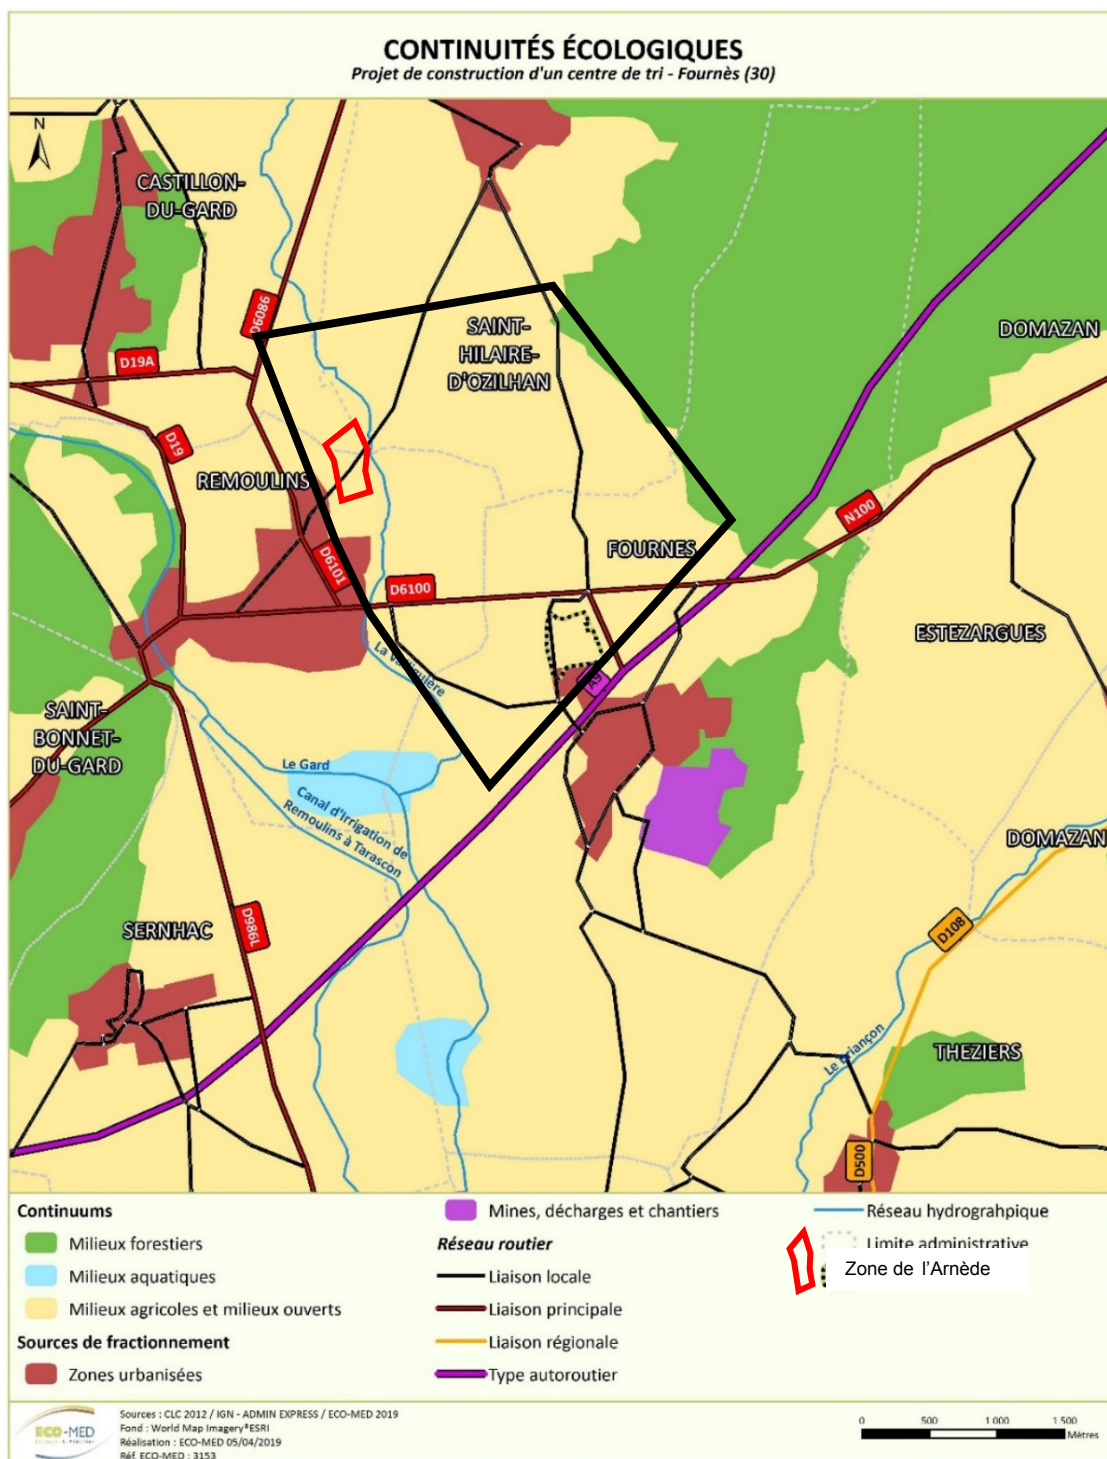 CONTINUITÉS ÉCOLOGIQUES
Projet de construction d'un centre de tri - Fournès (30)
N
CASTILLON-
DU-GARD
D6086
SAINT-
HILAIRE-
D'OZILHAN
DOMAZAN
D19A
D19
REMOULINS
N100
FOURNES
D6101
D6100
ESTEZARGUES
La
A9
SAINT-
BONNET-
DU-GARD
Le Gard
Canal d'Irrigation de
Remoulins à Tarascon
DOMAZAN
SERNHAC
D986L
D108
Le Briançon
THEZIERS
D500
Continuums
Milieux forestiers
Milieux aquatiques
Milieux agricoles et milieux ouverts
Sources de fractionnement
Zones urbanisées
Mines, décharges et chantiers
Réseau routier
Liaison locale
Liaison principale
Liaison régionale
Type autoroutier
Réseau hydrograhpique
Limite administrative
Zone de l'Arnède
ECO-MED
Sources : CLC 2012 / IGN - ADMIN EXPRESS / ECO-MED 2019
Fond : World Map Imagery®ESRI
Réalisation : ECO-MED 05/04/2019
Réf. ECO-MED : 3153
0 500 1 000 1 500
Mètres